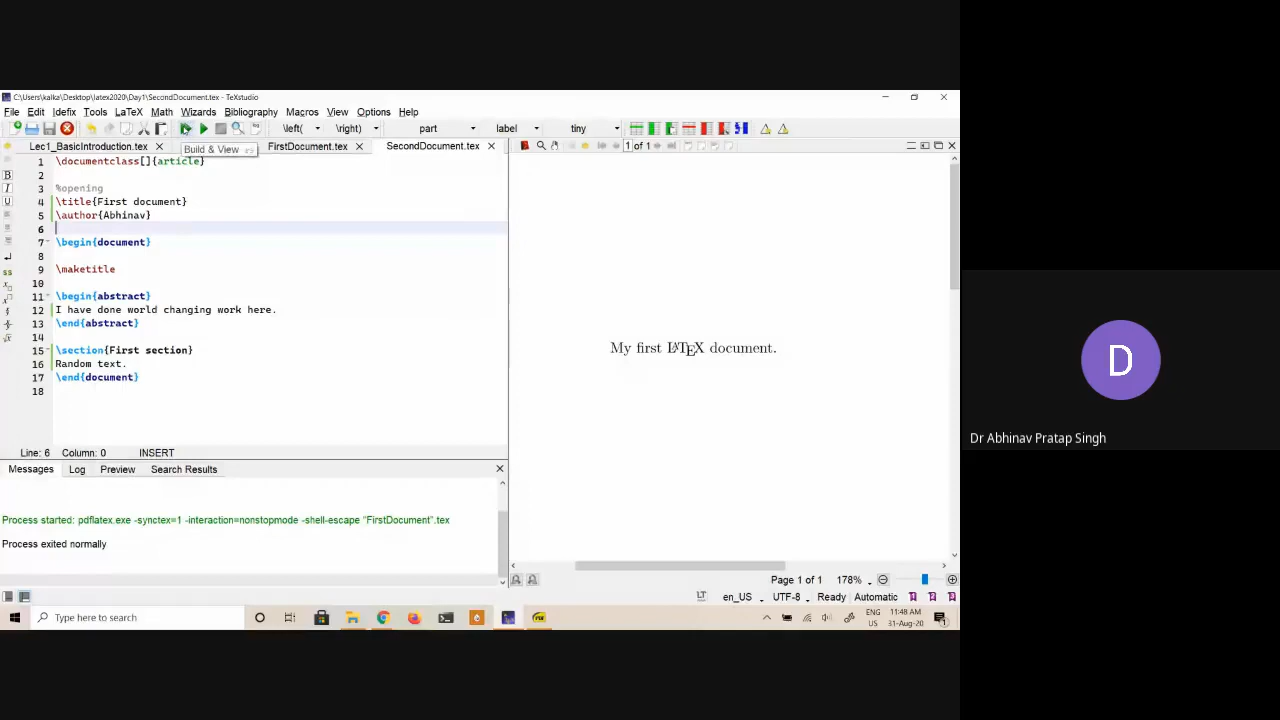 C:\Users\kalka\Desktop\latex2020\Day1\SecondDocument.tex - TeXstudio
File Edit Idefix Tools LaTeX Math Wizards Bibliography Macros View Options Help
\left( \right) part label tiny
Lec1_BasicIntroduction.tex FirstDocument.tex SecondDocument.tex
Build & View
1 of 1
1 \documentclass[]{article}
2
3 %opening
4 \title{First document}
5 \author{Abhinav}
6
7 \begin{document}
8
9 \maketitle
10
11 \begin{abstract}
12 I have done world changing work here.
13 \end{abstract}
14
15 \section{First section}
16 Random text.
17 \end{document}
18
My first LATEX document.
D
Dr Abhinav Pratap Singh
Line: 6 Column: 0 INSERT
Messages Log Preview Search Results
Process started: pdflatex.exe -synctex=1 -interaction=nonstopmode -shell-escape "FirstDocument".tex
Process exited normally
Page 1 of 1 178%
en_US UTF-8 Ready Automatic
Type here to search
ENG
US
11:48 AM
31-Aug-20